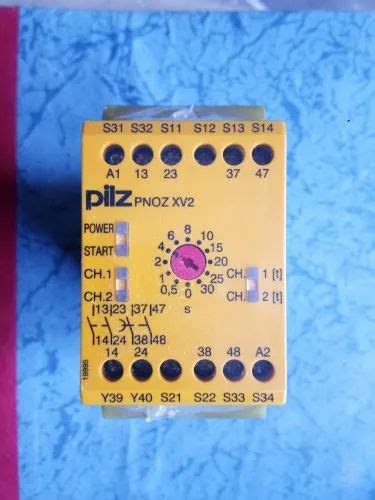 S31 S32 S11 S12 S13 S14
A1 13 23 37 47
pilz PNOZ XV2
POWER
START
CH.1
CH.2
8
6 10
4 15
2 20
1 25
0,5 0 30
s
CH. 1 [t]
CH. 2 [t]
13 23 37 47
14 24 38 48
19995
14 24 38 48 A2
Y39 Y40 S21 S22 S33 S34